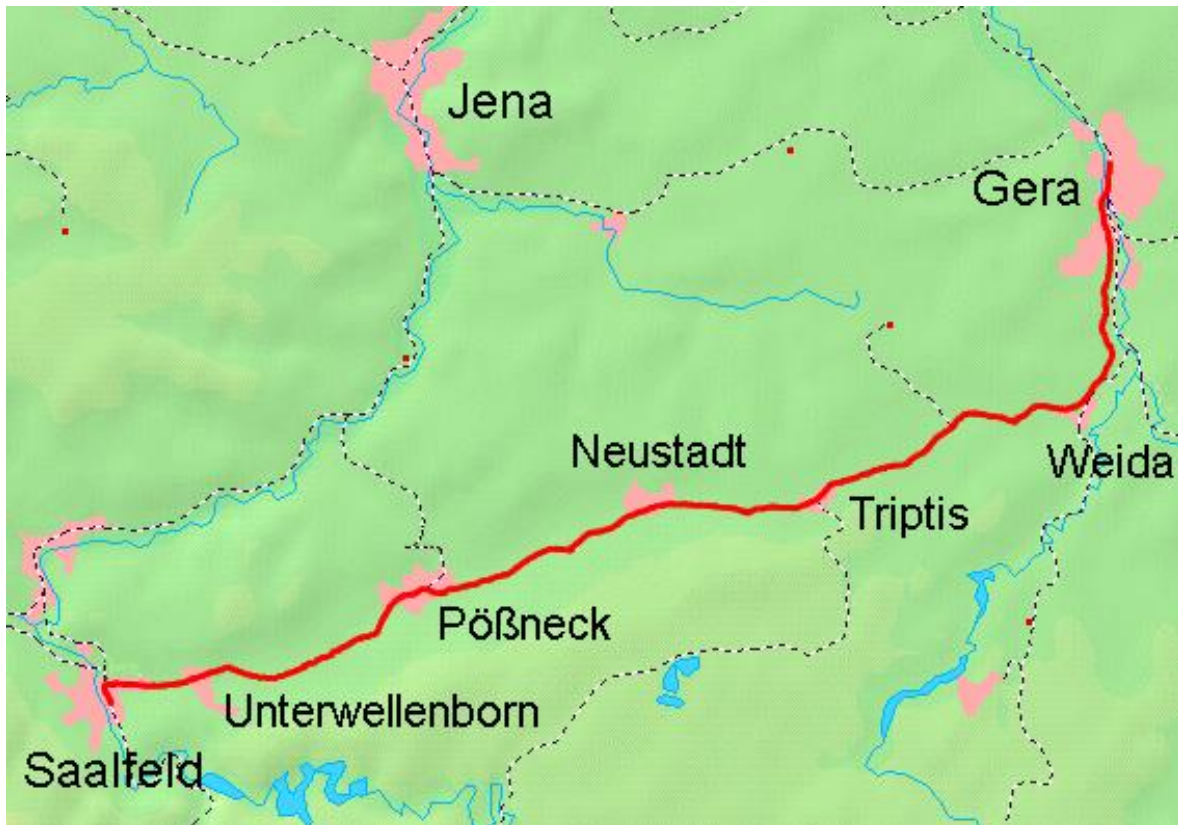 Jena
Gera
Neustadt
Weida
Triptis
Pößneck
Unterwellenborn
Saalfeld